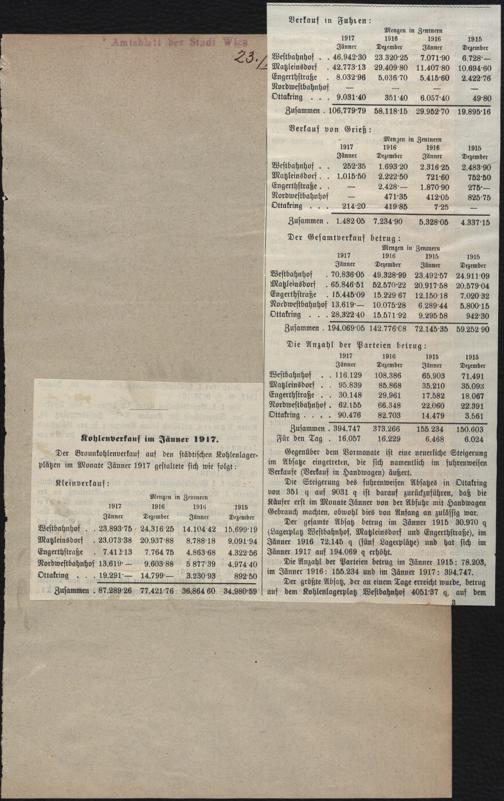 Amtsblatt der Stadt Wien
23./
Kohlenverkauf im Jänner 1917.
Der Braunkohlenverkauf auf den städtischen Kohlenlager-
plätzen im Monate Jänner 1917 gestaltete sich wie folgt:
Kleinverkauf:
Mengen in Zentnern
1917 1916 1916 1915
Jänner Dezember Jänner Dezember
Westbahnhof . . 23.893·75 24,316·25 14.104·42 15,699·19
Matzleinsdorf . 23.073·38 20,937·88 8,788·18 9.091·94
Engerthstraße . 7,411·13 7.764 75 4,863·68 4,322·56
Nordwestbahnhof 13,619·— 9,603·88 5,877·39 4,974·40
Ottakring . . . 19,291·— 14,799·— 3,230·93 892·50
Zusammen . 87,289·26 77,421·76 36,864 60 34,980·59
Verkauf in Fuhren:
Mengen in Zentnern
1917 1916 1916 1915
Jänner Dezember Jänner Dezember
Westbahnhof . . 46.942·30 23.320·25 7,071·90 6,728·—
Matzleinsdorf . 42,773·13 29,409·80 11,407·80 10,694·60
Engerthstraße . 8,032·96 5,036·70 5,415·60 2,422·76
Nordwestbahnhof — — — —
Ottakring . . . 9,031·40 351·40 6,057·40 49·80
Zusammen . 106,779·79 58,118·15 29,952·70 19,895·16
Verkauf von Grieß:
Mengen in Zentnern
1917 1916 1916 1915
Jänner Dezember Jänner Dezember
Westbahnhof . . 252·35 1,693·20 2,316·25 2,483·90
Matzleinsdorf . 1,015·50 2,222·50 721·60 752·50
Engerthstraße . . — 2,428·— 1,870·90 275·—
Nordwestbahnhof — 471·35 412·05 825·75
Ottakring . . . 214·20 419·85 7·25 —
Zusammen . 1,482·05 7,234·90 5,328·05 4,337·15
Der Gesamtverkauf betrug:
Mengen in Zentnern
1917 1916 1916 1915
Jänner Dezember Jänner Dezember
Westbahnhof . 70,836·05 49,328·99 23,492·57 24,911·09
Matzleinsdorf . 65,846·51 52,570·22 20,917·58 20,579·04
Engerthstraße . 15,445·09 15,229·67 12,150·18 7,020·32
Nordwestbahnhof 13,619·— 10,075·28 6,289·44 5,800·15
Ottakring . . . 28,322·40 15,571·92 9,295·58 942·30
Zusammen . 194,069·05 142,776·08 72,145·35 59,252 90
Die Anzahl der Parteien betrug:
1917 1916 1915 1915
Jänner Dezember Jänner Dezember
Westbahnhof . . 116.129 108,386 65,903 71,491
Matzleinsdorf . . 95,839 85,868 35,210 35,093
Engerthstraße . . 30,148 29,961 17,582 18,067
Nordwestbahnhof . 62,155 66,348 22,060 22,391
Ottakring . . . . 90,476 82,703 14,479 3,561
Zusammen . 394,747 373,266 155 234 150,603
Für den Tag . 16,057 16,229 6,468 6,024
Gegenüber dem Vormonate ist eine neuerliche Steigerung
im Absatze eingetreten, die sich namentlich im fuhrenweisen
Verkaufe (Verkauf in Handwagen) äußert.
Die Steigerung des fuhrenweisen Absatzes in Ottakring
von 351 q auf 9031 q ist darauf zurückzuführen, daß die
Käufer erst im Monate Jänner von der Abfuhr mit Handwagen
Gebrauch machten, obwohl dies von Anfang an zulässig war.
Der gesamte Absatz betrug im Jänner 1915 30,970 q
(Lagerplatz Westbahnhof, Matzleinsdorf und Engerthstraße), im
Jänner 1916 72.145 q (fünf Lagerplätze) und hat sich im
Jänner 1917 auf 194.069 q erhöht.
Die Anzahl der Parteien betrug im Jänner 1915: 78.203,
im Jänner 1916: 155.234 und im Jänner 1917: 394.747.
Der größte Absatz, der an einem Tage erreicht wurde, betrug
auf dem Kohlenlagerplatz Westbahnhof 4051·37 q, auf dem